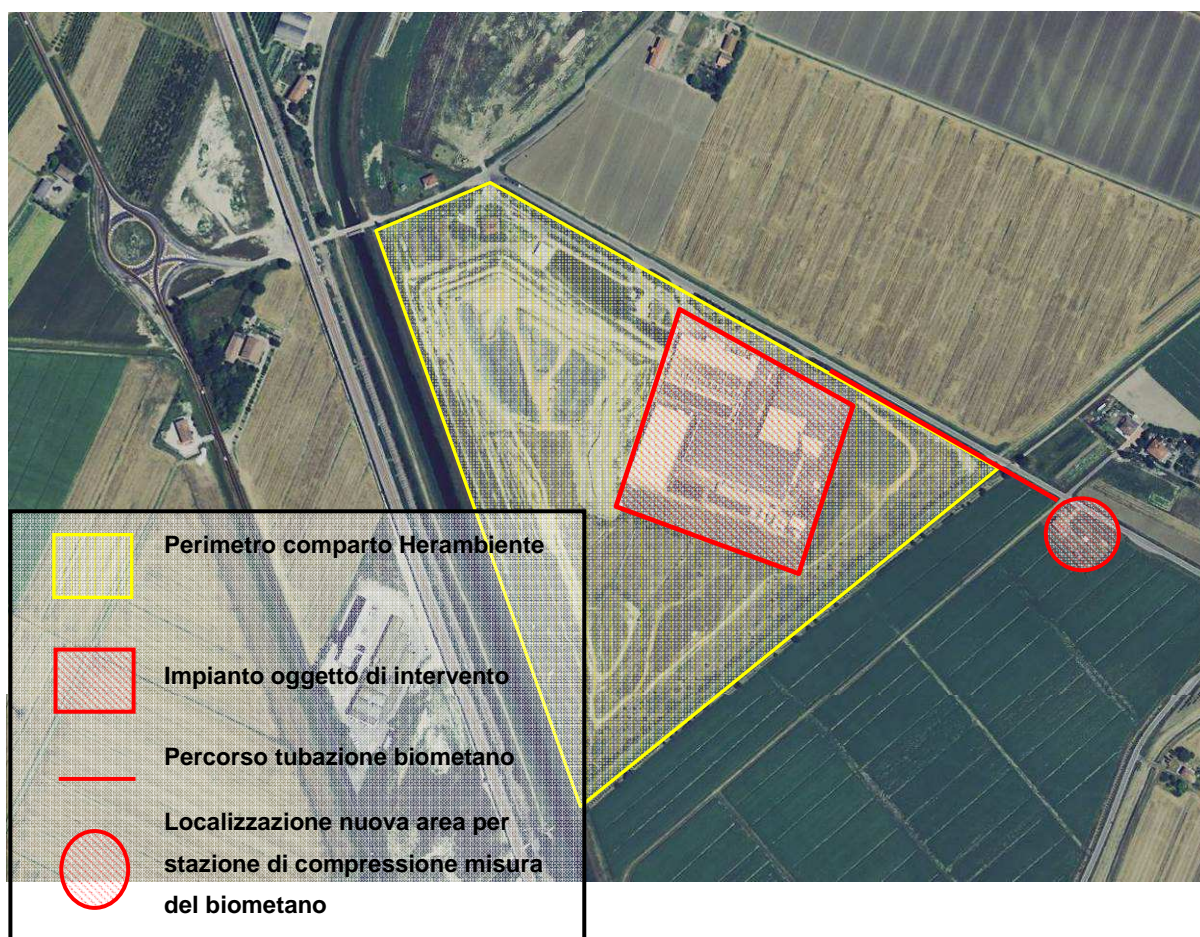 Perimetro comparto Herambiente
Impianto oggetto di intervento
Percorso tubazione biometano
Localizzazione nuova area per
stazione di compressione misura
del biometano